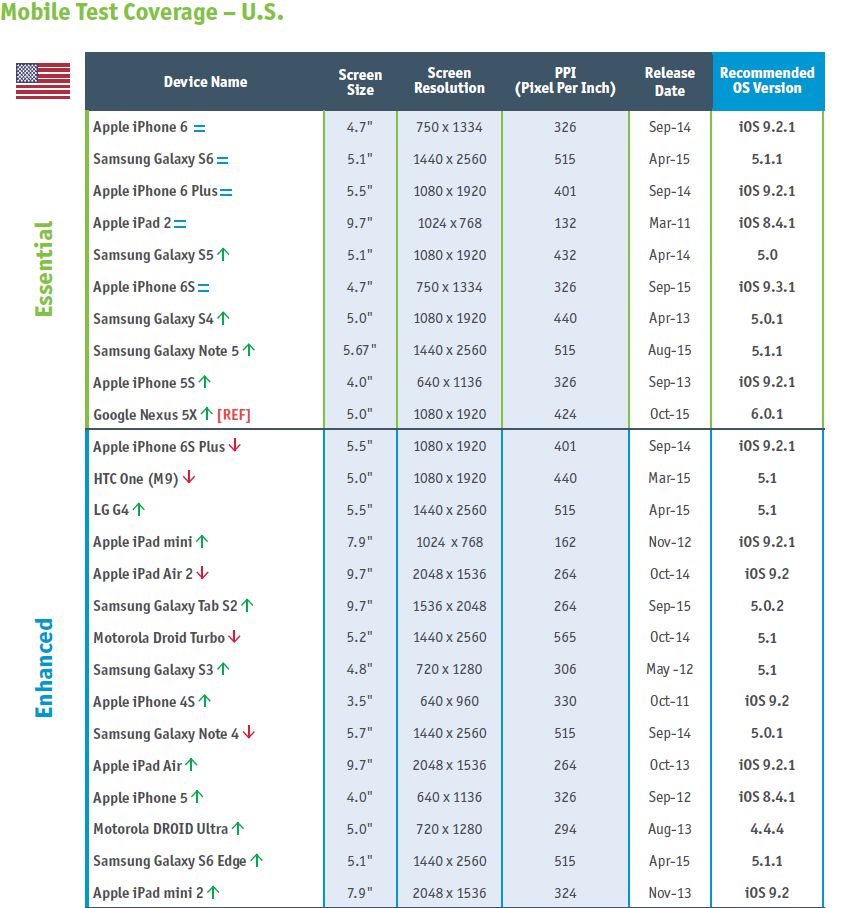 Mobile Test Coverage – U.S.
Device Name Screen Size Screen Resolution PPI (Pixel Per Inch) Release Date Recommended OS Version
Essential
Apple iPhone 6 = 4.7" 750 x 1334 326 Sep-14 iOS 9.2.1
Samsung Galaxy S6 = 5.1" 1440 x 2560 515 Apr-15 5.1.1
Apple iPhone 6 Plus = 5.5" 1080 x 1920 401 Sep-14 iOS 9.2.1
Apple iPad 2 = 9.7" 1024 x 768 132 Mar-11 iOS 8.4.1
Samsung Galaxy S5 ↑ 5.1" 1080 x 1920 432 Apr-14 5.0
Apple iPhone 6S = 4.7" 750 x 1334 326 Sep-15 iOS 9.3.1
Samsung Galaxy S4 ↑ 5.0" 1080 x 1920 440 Apr-13 5.0.1
Samsung Galaxy Note 5 ↑ 5.67" 1440 x 2560 515 Aug-15 5.1.1
Apple iPhone 5S ↑ 4.0" 640 x 1136 326 Sep-13 iOS 9.2.1
Google Nexus 5X ↑ [REF] 5.0" 1080 x 1920 424 Oct-15 6.0.1
Enhanced
Apple iPhone 6S Plus ↓ 5.5" 1080 x 1920 401 Sep-14 iOS 9.2.1
HTC One (M9) ↓ 5.0" 1080 x 1920 440 Mar-15 5.1
LG G4 ↑ 5.5" 1440 x 2560 515 Apr-15 5.1
Apple iPad mini ↑ 7.9" 1024 x 768 162 Nov-12 iOS 9.2.1
Apple iPad Air 2 ↓ 9.7" 2048 x 1536 264 Oct-14 iOS 9.2
Samsung Galaxy Tab S2 ↑ 9.7" 1536 x 2048 264 Sep-15 5.0.2
Motorola Droid Turbo ↓ 5.2" 1440 x 2560 565 Oct-14 5.1
Samsung Galaxy S3 ↑ 4.8" 720 x 1280 306 May -12 5.1
Apple iPhone 4S ↑ 3.5" 640 x 960 330 Oct-11 iOS 9.2
Samsung Galaxy Note 4 ↓ 5.7" 1440 x 2560 515 Sep-14 5.0.1
Apple iPad Air ↑ 9.7" 2048 x 1536 264 Oct-13 iOS 9.2.1
Apple iPhone 5 ↑ 4.0" 640 x 1136 326 Sep-12 iOS 8.4.1
Motorola DROID Ultra ↑ 5.0" 720 x 1280 294 Aug-13 4.4.4
Samsung Galaxy S6 Edge ↑ 5.1" 1440 x 2560 515 Apr-15 5.1.1
Apple iPad mini 2 ↑ 7.9" 2048 x 1536 324 Nov-13 iOS 9.2